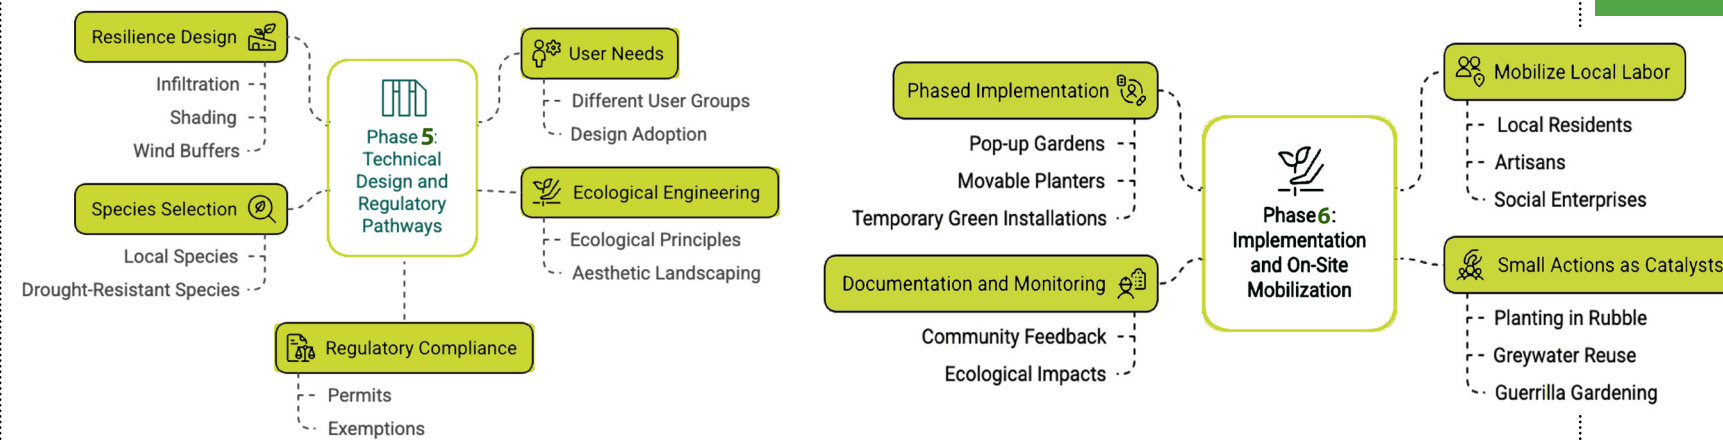 Resilience Design
Infiltration
Shading
Wind Buffers
Species Selection
Local Species
Drought-Resistant Species
Phase 5:
Technical
Design and
Regulatory
Pathways
User Needs
Different User Groups
Design Adoption
Ecological Engineering
Ecological Principles
Aesthetic Landscaping
Regulatory Compliance
Permits
Exemptions
Phased Implementation
Pop-up Gardens
Movable Planters
Temporary Green Installations
Documentation and Monitoring
Community Feedback
Ecological Impacts
Phase 6:
Implementation
and On-Site
Mobilization
Mobilize Local Labor
Local Residents
Artisans
Social Enterprises
Small Actions as Catalysts
Planting in Rubble
Greywater Reuse
Guerrilla Gardening